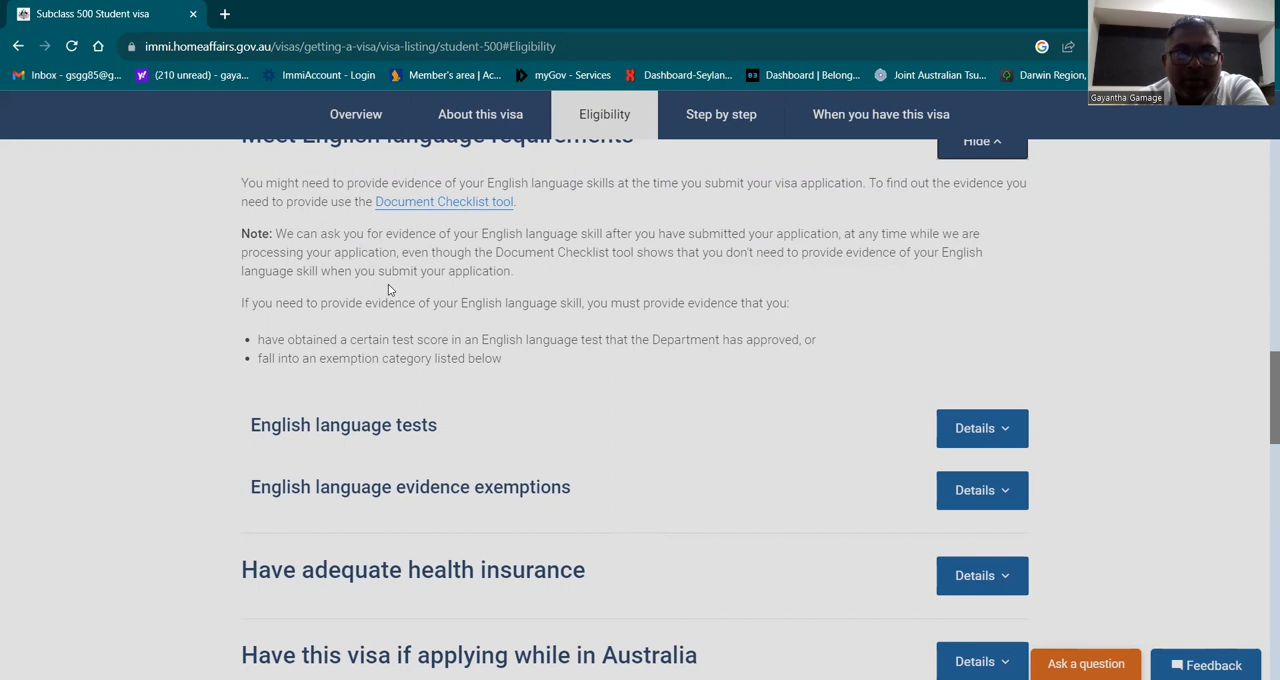 Subclass 500 Student visa
immi.homeaffairs.gov.au/visas/getting-a-visa/visa-listing/student-500#Eligibility
Inbox - gsgg85@g... (210 unread) - gaya... ImmiAccount - Login Member's area | Ac... myGov - Services Dashboard-Seylan... Dashboard | Belong... Joint Australian Tsu... Darwin Region,
Gayantha Gamage
Overview About this visa Eligibility Step by step When you have this visa
Meet English language requirements Hide
You might need to provide evidence of your English language skills at the time you submit your visa application. To find out the evidence you
need to provide use the Document Checklist tool.
Note: We can ask you for evidence of your English language skill after you have submitted your application, at any time while we are
processing your application, even though the Document Checklist tool shows that you don't need to provide evidence of your English
language skill when you submit your application.
If you need to provide evidence of your English language skill, you must provide evidence that you:
• have obtained a certain test score in an English language test that the Department has approved, or
• fall into an exemption category listed below
English language tests Details
English language evidence exemptions Details
Have adequate health insurance Details
Have this visa if applying while in Australia Details
Ask a question Feedback